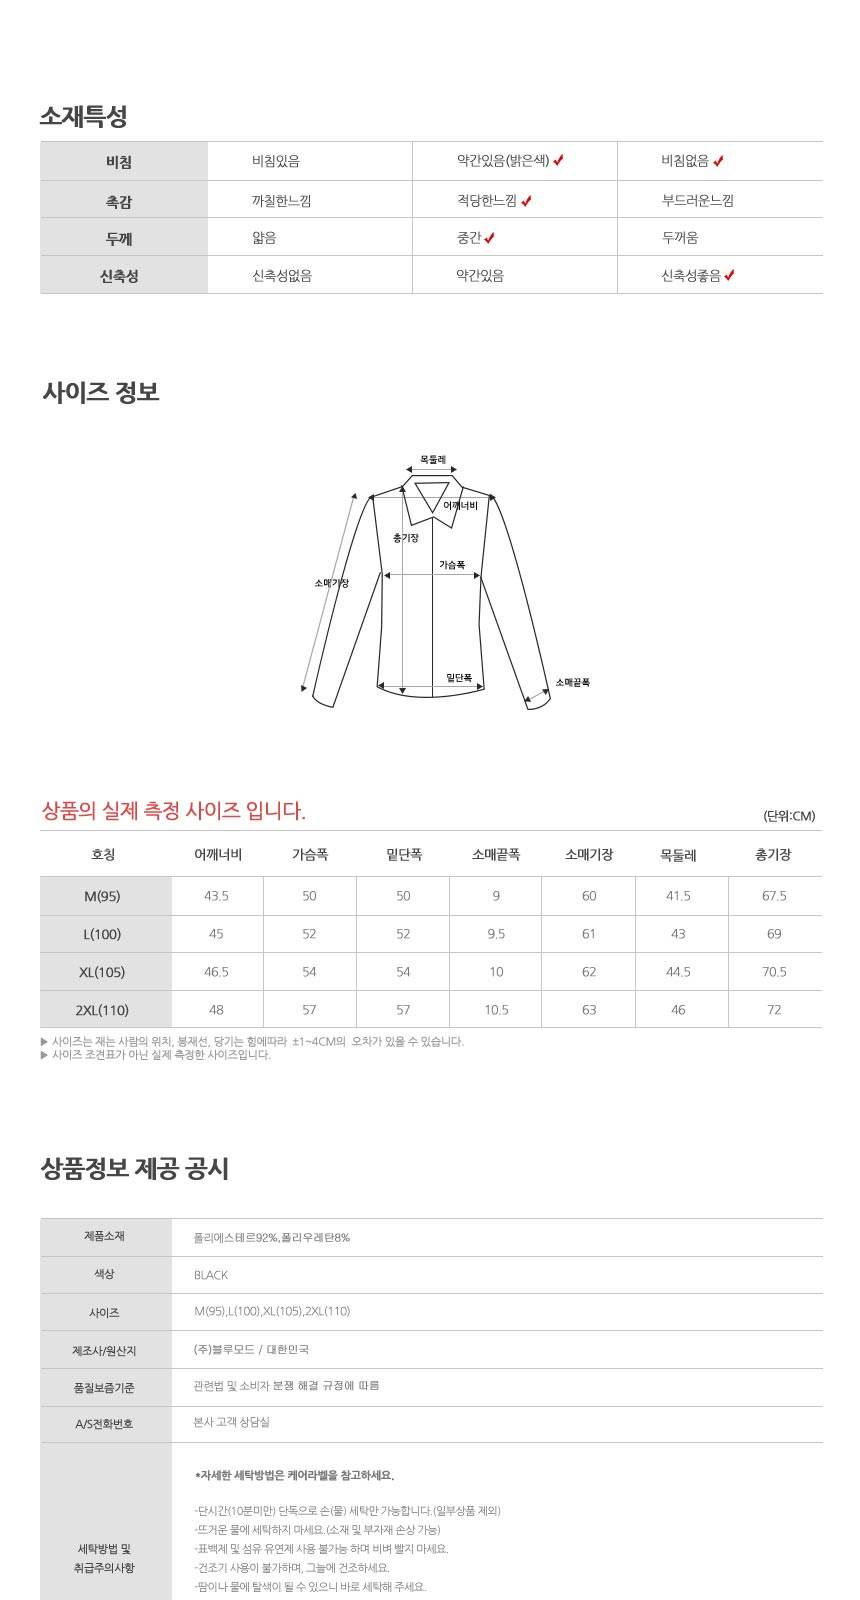 소재특성
비침 비침있음 약간있음(밝은색) 비침없음
촉감 까칠한느낌 적당한느낌 부드러운느낌
두께 얇음 중간 두꺼움
신축성 신축성없음 약간있음 신축성좋음
사이즈 정보
목둘레
어깨너비
총기장
가슴폭
소매기장
밑단폭
소매끝폭
상품의 실제 측정 사이즈 입니다.
(단위:CM)
호칭 어깨너비 가슴폭 밑단폭 소매끝폭 소매기장 목둘레 총기장
M(95) 43.5 50 50 9 60 41.5 67.5
L(100) 45 52 52 9.5 61 43 69
XL(105) 46.5 54 54 10 62 44.5 70.5
2XL(110) 48 57 57 10.5 63 46 72
▶ 사이즈는 재는 사람의 위치, 봉재선, 당기는 힘에따라 ±1~4CM의 오차가 있을 수 있습니다.
▶ 사이즈 조견표가 아닌 실제 측정한 사이즈입니다.
상품정보 제공 공시
제품소재 폴리에스테르92%,폴리우레탄8%
색상 BLACK
사이즈 M(95),L(100),XL(105),2XL(110)
제조사/원산지 (주)블루모드 / 대한민국
품질보증기준 관련법 및 소비자 분쟁 해결 규정에 따름
A/S전화번호 본사 고객 상담실
*자세한 세탁방법은 케어라벨을 참고하세요.
-단시간(10분미만) 단독으로 손(물) 세탁만 가능합니다.(일부상품 제외)
-뜨거운 물에 세탁하지 마세요.(소재 및 부자재 손상 가능)
세탁방법 및
-표백제 및 섬유 유연제 사용 불가능 하며 비벼 빨지 마세요.
취급주의사항
-건조기 사용이 불가하며, 그늘에 건조하세요.
-땀이나 물에 탈색이 될 수 있으니 바로 세탁해 주세요.